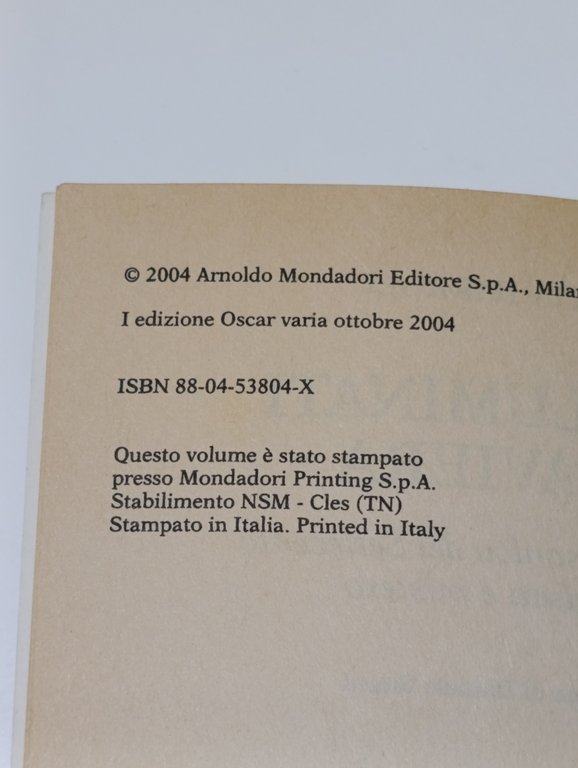 © 2004 Arnoldo Mondadori Editore S.p.A.,
I edizione Oscar varia ottobre 2004
ISBN 88-04-53804-X
Questo volume è stato stampato
presso Mondadori Printing S.p.A.
Stabilimento NSM - Cles (TN)
Stampato in Italia. Printed in Italy